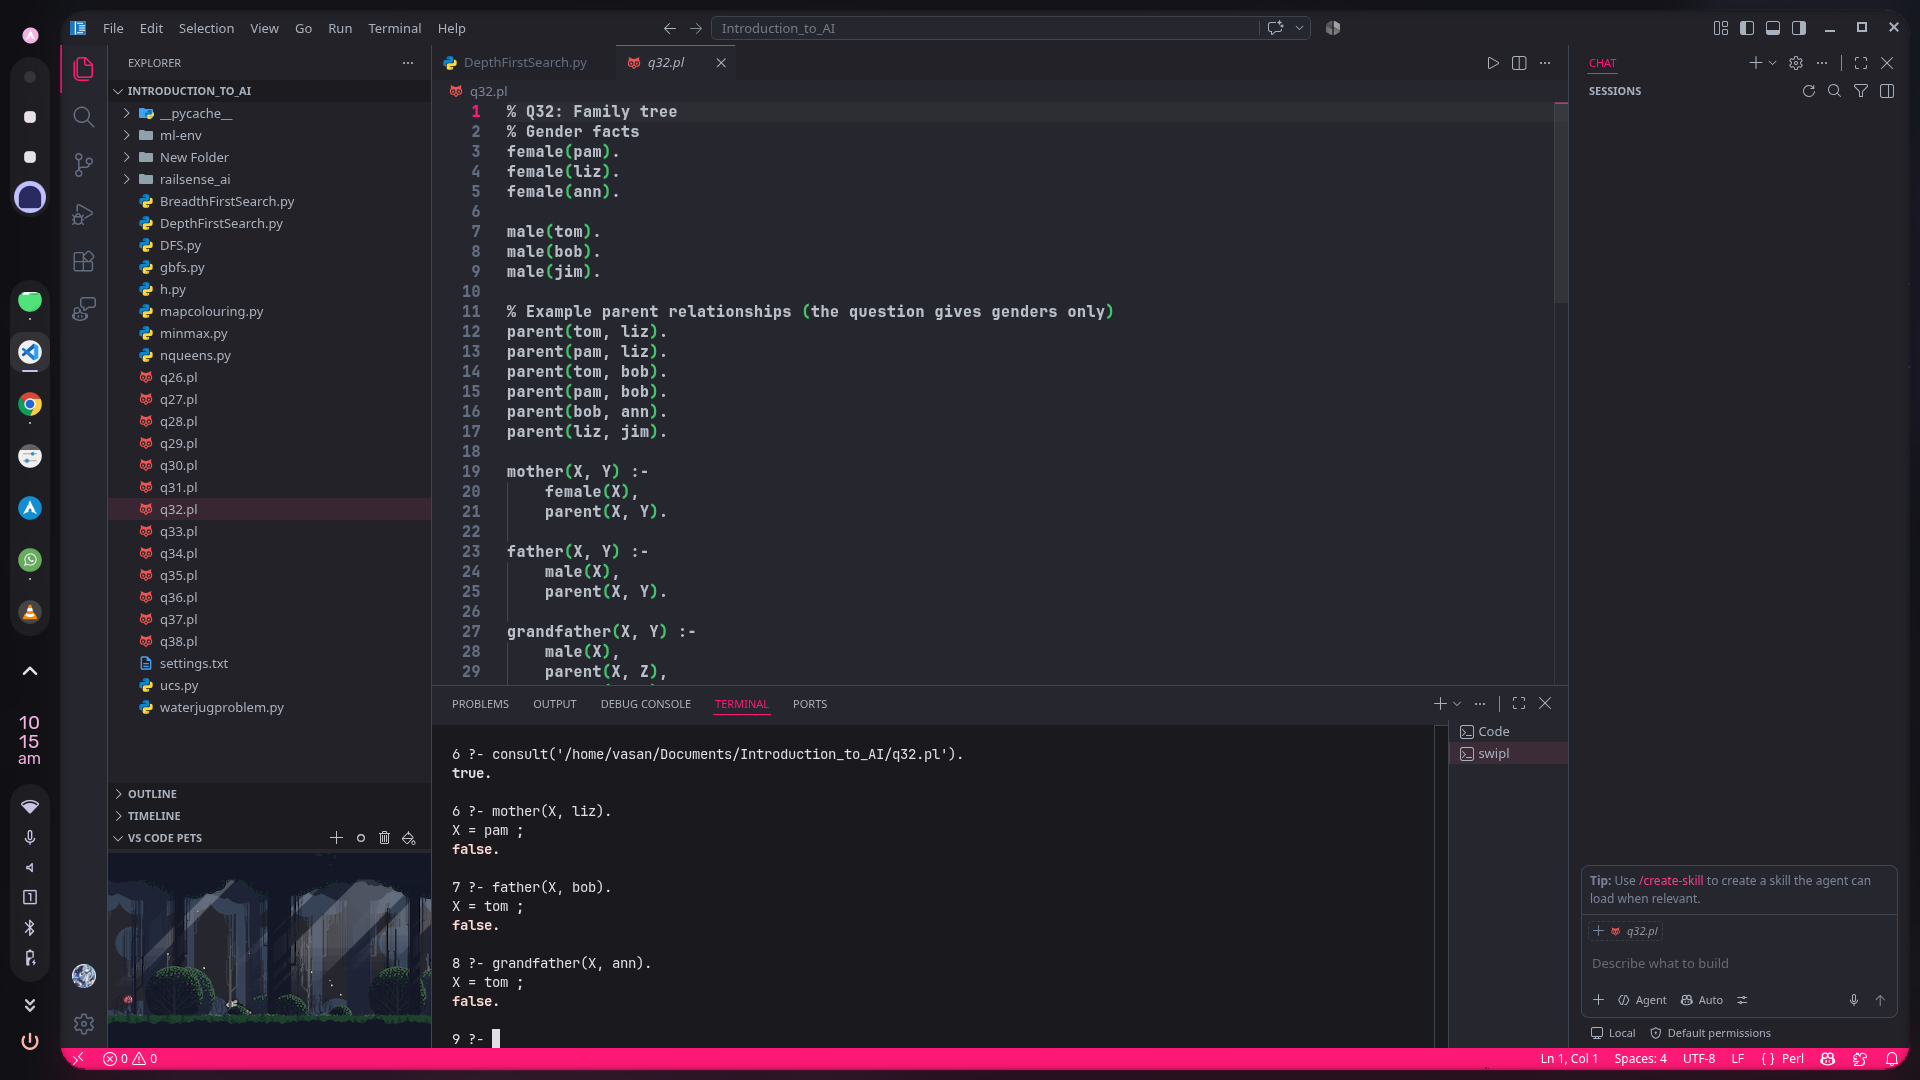 File Edit Selection View Go Run Terminal Help
Introduction_to_AI
EXPLORER
INTRODUCTION_TO_AI
__pycache__
ml-env
New Folder
railsense_ai
BreadthFirstSearch.py
DepthFirstSearch.py
DFS.py
gbfs.py
h.py
mapcolouring.py
minmax.py
nqueens.py
q26.pl
q27.pl
q28.pl
q29.pl
q30.pl
q31.pl
q32.pl
q33.pl
q34.pl
q35.pl
q36.pl
q37.pl
q38.pl
settings.txt
ucs.py
waterjugproblem.py
OUTLINE
TIMELINE
VS CODE PETS
10
15
am
DepthFirstSearch.py q32.pl
q32.pl
1 % Q32: Family tree
2 % Gender facts
3 female(pam).
4 female(liz).
5 female(ann).
6
7 male(tom).
8 male(bob).
9 male(jim).
10
11 % Example parent relationships (the question gives genders only)
12 parent(tom, liz).
13 parent(pam, liz).
14 parent(tom, bob).
15 parent(pam, bob).
16 parent(bob, ann).
17 parent(liz, jim).
18
19 mother(X, Y) :-
20 female(X),
21 parent(X, Y).
22
23 father(X, Y) :-
24 male(X),
25 parent(X, Y).
26
27 grandfather(X, Y) :-
28 male(X),
29 parent(X, Z),
PROBLEMS OUTPUT DEBUG CONSOLE TERMINAL PORTS
6 ?- consult('/home/vasan/Documents/Introduction_to_AI/q32.pl').
true.
6 ?- mother(X, liz).
X = pam ;
false.
7 ?- father(X, bob).
X = tom ;
false.
8 ?- grandfather(X, ann).
X = tom ;
false.
9 ?-
Code
swipl
CHAT
SESSIONS
Tip: Use /create-skill to create a skill the agent can
load when relevant.
q32.pl
Describe what to build
Agent Auto
Local Default permissions
0 0
Ln 1, Col 1 Spaces: 4 UTF-8 LF { } Perl